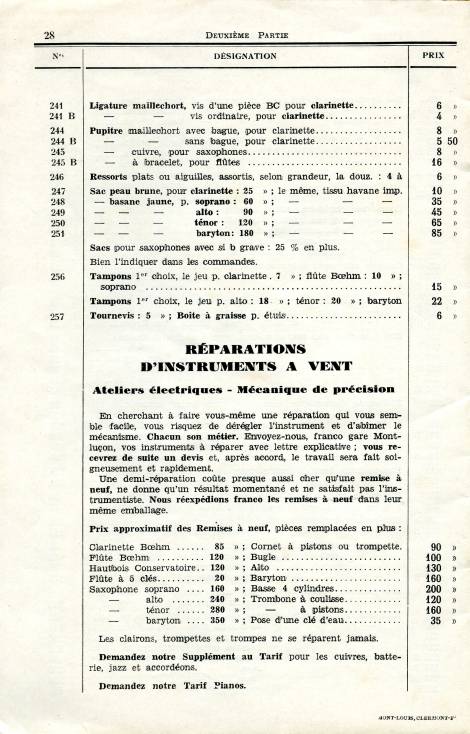 28 DEUXIÈME PARTIE
Nos DÉSIGNATION PRIX
241 Ligature maillechort, vis d'une pièce BC pour clarinette.......... 6 »
241 B — — vis ordinaire, pour clarinette................ 4 »
244 Pupitre maillechort avec bague, pour clarinette.................. 8 »
244 B — — sans bague, pour clarinette.................. 5 50
245 — cuivre, pour saxophones............................ 8 »
245 B — à bracelet, pour flûtes ............................ 16 »
246 Ressorts plats ou aiguilles, assortis, selon grandeur, la douz. : 4 à 6 »
247 Sac peau brune, pour clarinette : 25 » ; le même, tissu havane imp. 10 »
248 — basane jaune, p. soprano : 60 » ; — — — 35 »
249 — — alto : 90 » ; — — — 45 »
250 — — ténor : 120 » ; — — — 65 »
251 — — baryton: 180 » ; — — — 85 »
Sacs pour saxophones avec si b grave : 25 % en plus.
Bien l'indiquer dans les commandes.
256 Tampons 1er choix, le jeu p. clarinette . 7 » ; flûte Bœhm : 10 » ;
soprano .................................................. 15 »
Tampons 1er choix, le jeu p. alto : 18 » ; ténor : 20 » ; baryton 22 »
257 Tournevis : 5 » ; Boite à graisse p. étuis........................ 6 »
RÉPARATIONS
D'INSTRUMENTS A VENT
Ateliers électriques - Mécanique de précision
En cherchant à faire vous-même une réparation qui vous sem-
ble facile, vous risquez de dérégler l'instrument et d'abîmer le
mécanisme. Chacun son métier. Envoyez-nous, franco gare Mont-
luçon, vos instruments à réparer avec lettre explicative ; vous re-
cevrez de suite un devis et, après accord, le travail sera fait soi-
gneusement et rapidement.
Une demi-réparation coûte presque aussi cher qu'une remise à
neuf, ne donne qu'un résultat momentané et ne satisfait pas l'ins-
trumentiste. Nous réexpédions franco les remises à neuf dans leur
même emballage.
Prix approximatif des Remises à neuf, pièces remplacées en plus :
Clarinette Bœhm ...... 85 » ; Cornet à pistons ou trompette. 90 »
Flûte Bœhm .......... 120 » ; Bugle ........................ 100 »
Hautbois Conservatoire.. 120 » ; Alto ........................ 130 »
Flûte à 5 clés.......... 20 » ; Baryton ...................... 160 »
Saxophone soprano .... 160 » ; Basse 4 cylindres.............. 200 »
— alto ...... 240 » ; Trombone à coulisse............ 120 »
— ténor ...... 280 » ; — à pistons.............. 160 »
— baryton .... 350 » ; Pose d'une clé d'eau............ 35 »
Les clairons, trompettes et trompes ne se réparent jamais.
Demandez notre Supplément au Tarif pour les cuivres, batte-
rie, jazz et accordéons.
Demandez notre Tarif Pianos.
MONT-LOUIS, CLERMONT-Fd